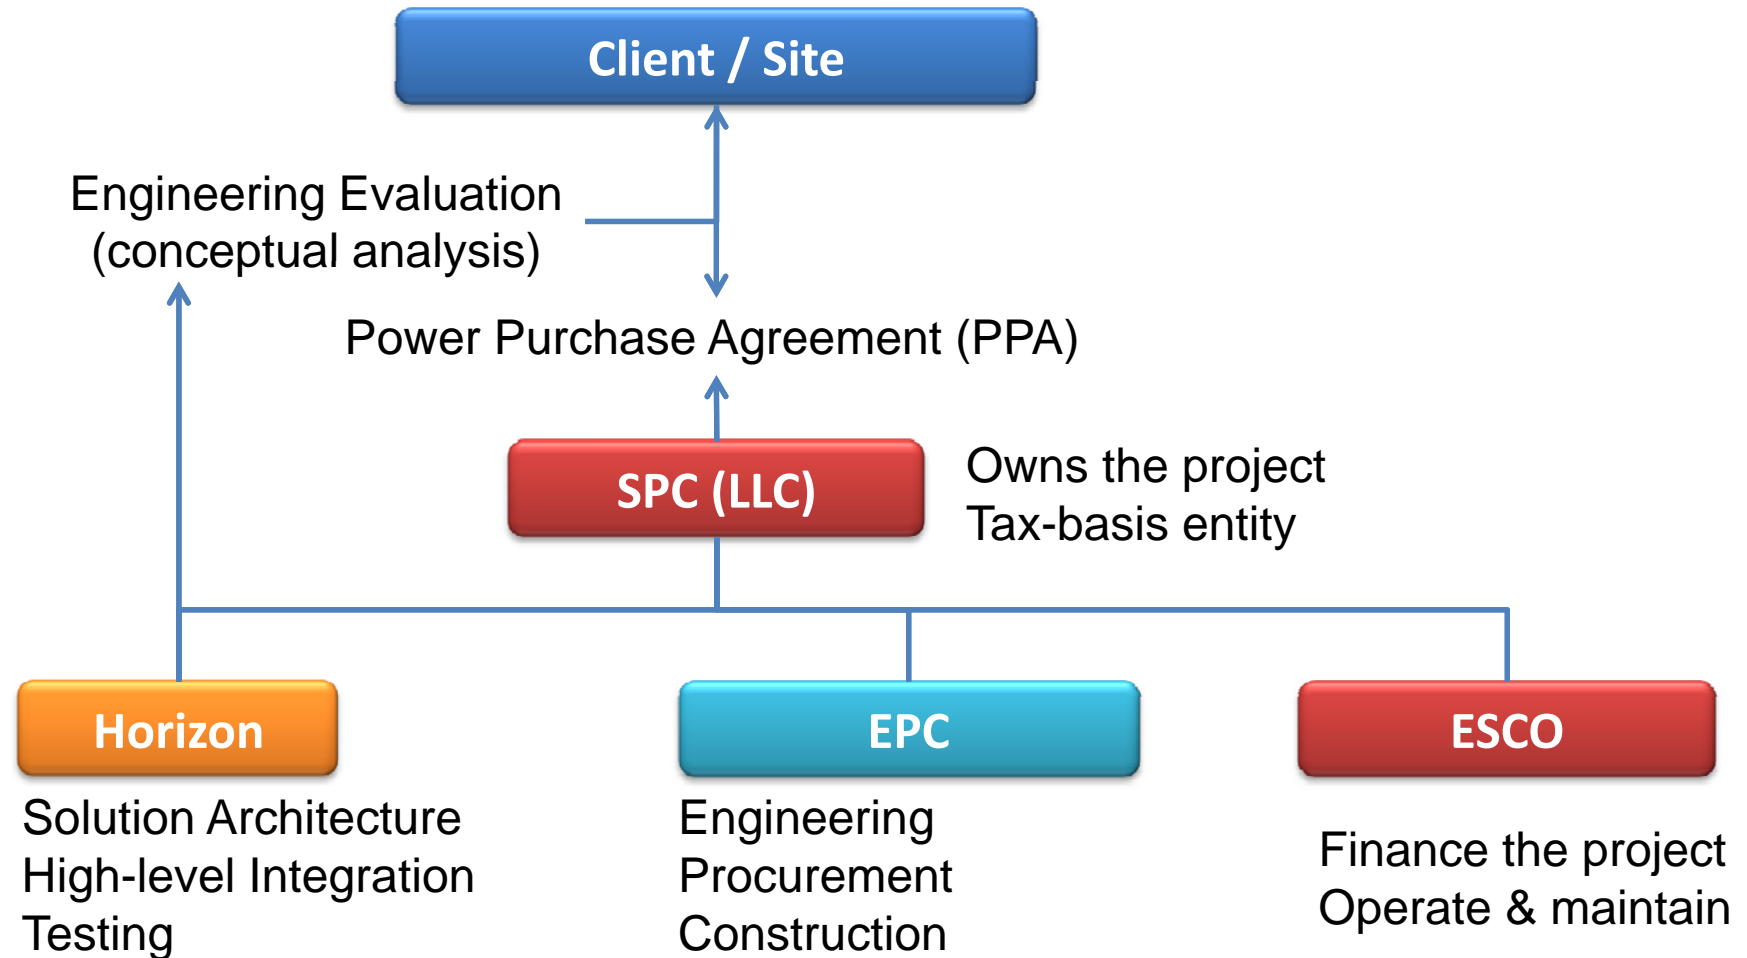 Client / Site
Engineering Evaluation
(conceptual analysis)
Power Purchase Agreement (PPA)
SPC (LLC)
Owns the project
Tax-basis entity
Horizon
Solution Architecture
High-level Integration
Testing
EPC
Engineering
Procurement
Construction
ESCO
Finance the project
Operate & maintain